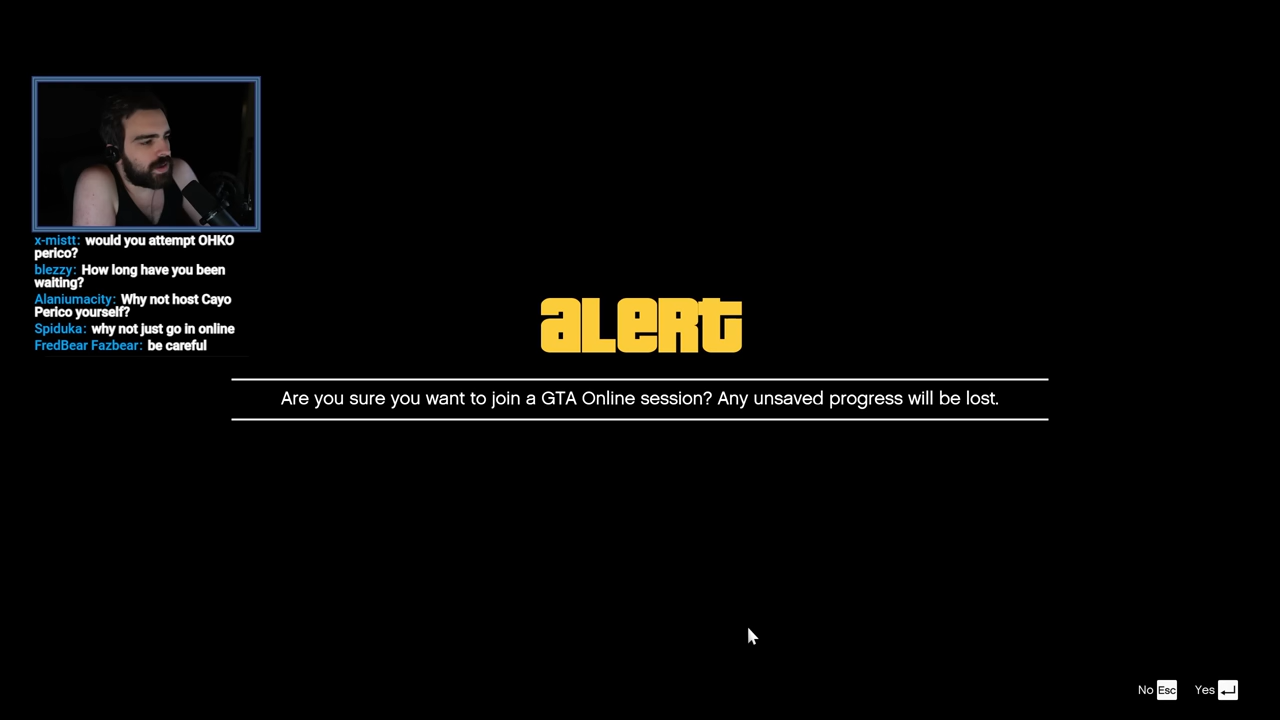 x-mistt: would you attempt OHKO
perico?
blezzy: How long have you been
waiting?
Alaniumacity: Why not host Cayo
Perico yourself?
Spiduka: why not just go in online
FredBear Fazbear: be careful
alert
Are you sure you want to join a GTA Online session? Any unsaved progress will be lost.
No Esc Yes